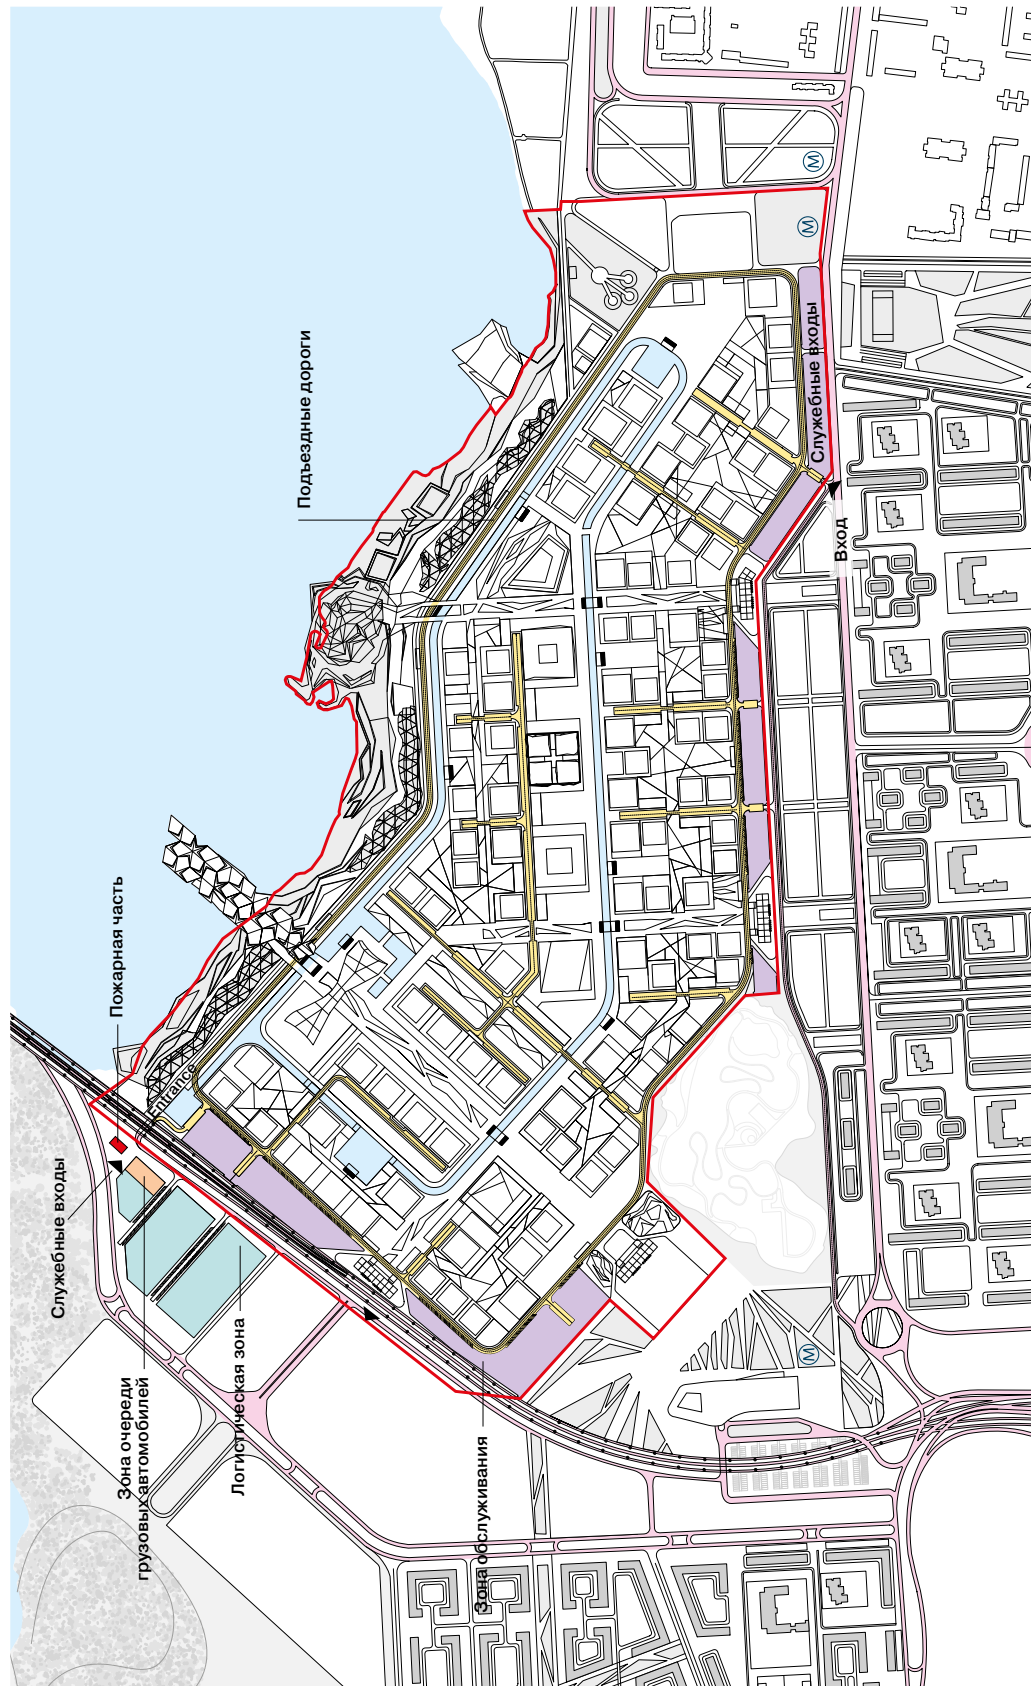 Пожарная часть
Entrance
Служебные входы
Зона очереди
грузовых автомобилей
Логистическая зона
Зона обслуживания
Подъездные дороги
Служебные входы
Вход
M
M
M